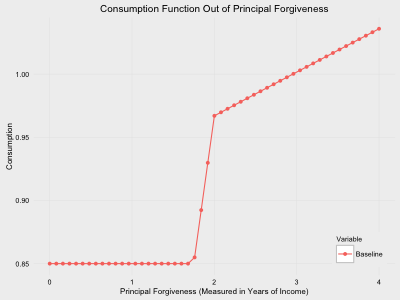 Consumption Function Out of Principal Forgiveness
Consumption
1.00
0.95
0.90
0.85
0
1
2
3
4
Principal Forgiveness (Measured in Years of Income)
Variable
Baseline